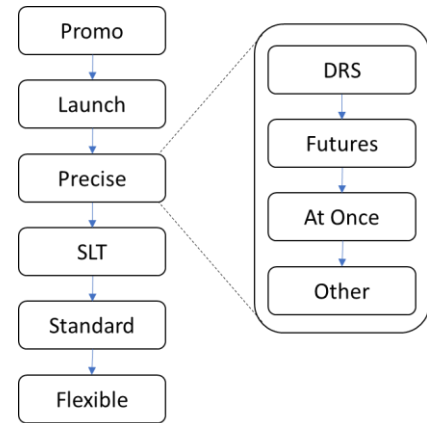 Promo
Launch
Precise
SLT
Standard
Flexible
DRS
Futures
At Once
Other